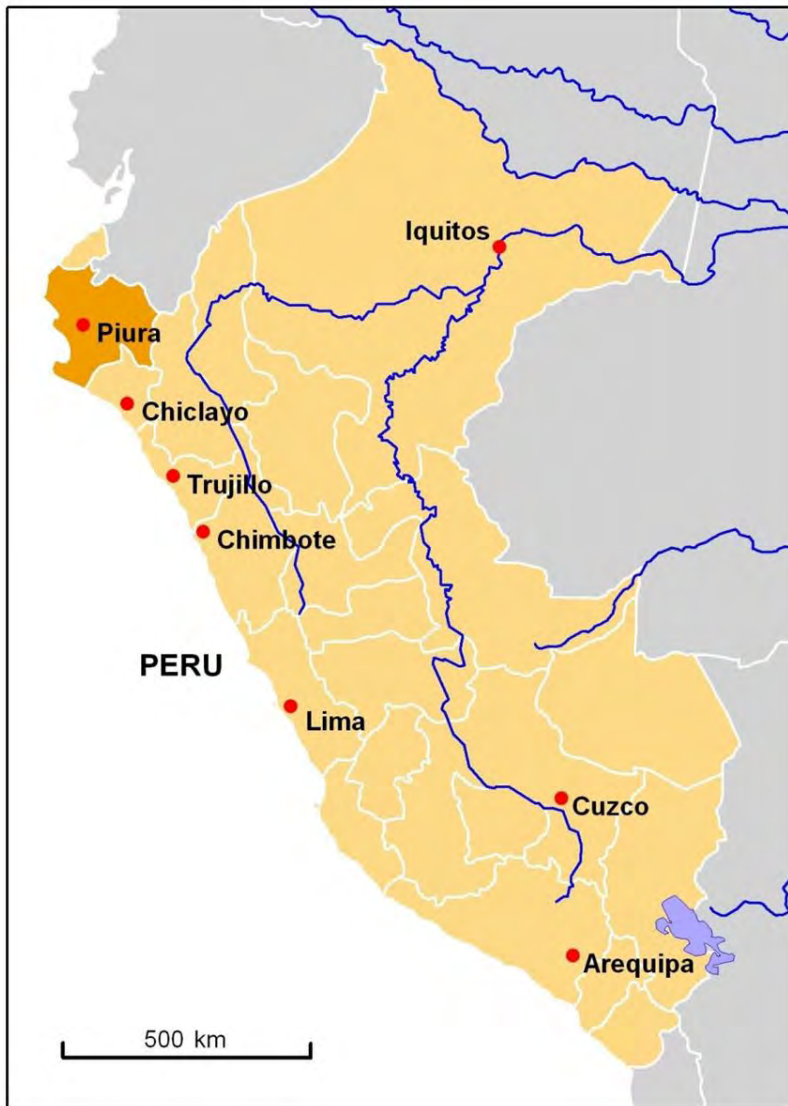 Iquitos
Piura
Chiclayo
Trujillo
Chimbote
PERU
Lima
Cuzco
Arequipa
500 km